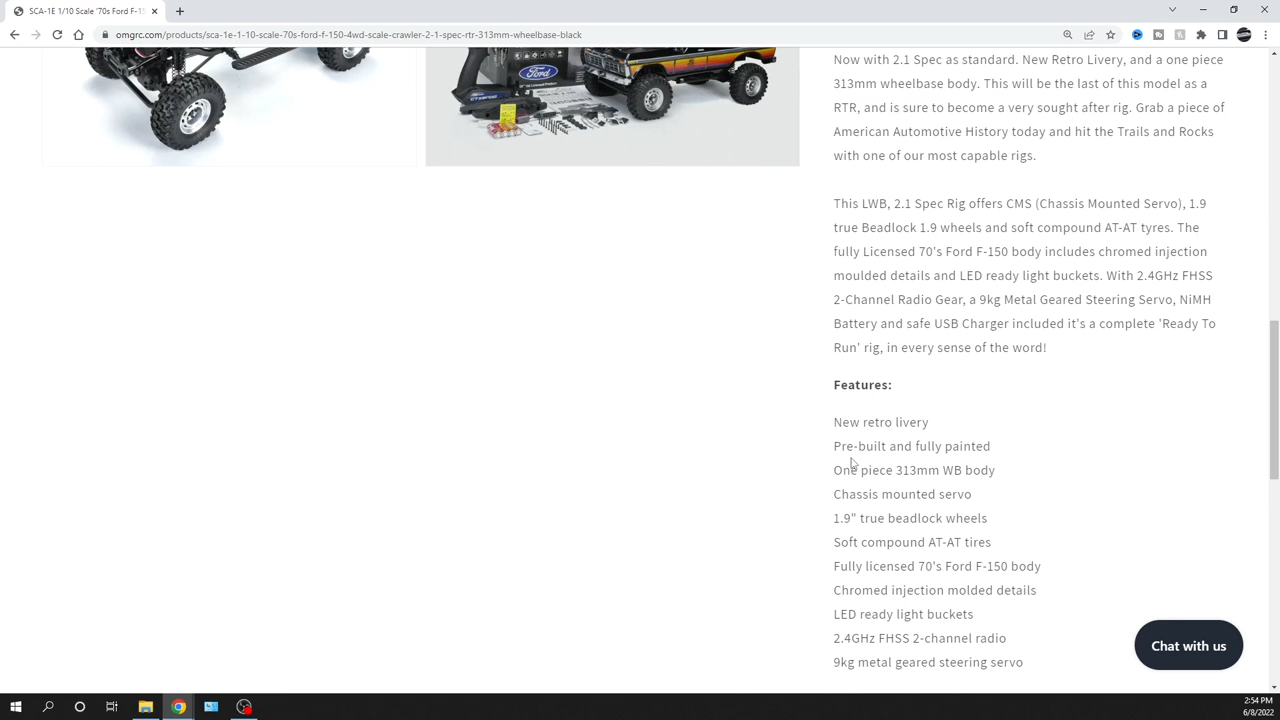 SCA-1E 1/10 Scale '70s Ford F-15
omgrc.com/products/sca-1e-1-10-scale-70s-ford-f-150-4wd-scale-crawler-2-1-spec-rtr-313mm-wheelbase-black
Ford
Now with 2.1 Spec as standard. New Retro Livery, and a one piece
313mm wheelbase body. This will be the last of this model as a
RTR, and is sure to become a very sought after rig. Grab a piece of
American Automotive History today and hit the Trails and Rocks
with one of our most capable rigs.
This LWB, 2.1 Spec Rig offers CMS (Chassis Mounted Servo), 1.9
true Beadlock 1.9 wheels and soft compound AT-AT tyres. The
fully Licensed 70's Ford F-150 body includes chromed injection
moulded details and LED ready light buckets. With 2.4GHz FHSS
2-Channel Radio Gear, a 9kg Metal Geared Steering Servo, NiMH
Battery and safe USB Charger included it's a complete 'Ready To
Run' rig, in every sense of the word!
Features:
New retro livery
Pre-built and fully painted
One piece 313mm WB body
Chassis mounted servo
1.9" true beadlock wheels
Soft compound AT-AT tires
Fully licensed 70's Ford F-150 body
Chromed injection molded details
LED ready light buckets
2.4GHz FHSS 2-channel radio
9kg metal geared steering servo
Chat with us
2:54 PM
6/8/2022